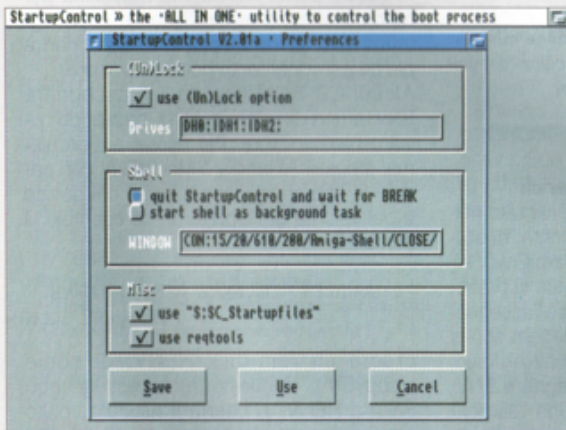 StartupControl » the ·ALL IN ONE· utility to control the boot process
StartupControl V2.01a · Preferences
(Un)Lock
use (Un)Lock option
Drives DH0:|DH1:|DH2:
Shell
quit StartupControl and wait for BREAK
start shell as background task
WINDOW CON:15/20/610/200/Amiga-Shell/CLOSE/
Misc
use "S:SC_Startupfiles"
use reqtools
Save Use Cancel